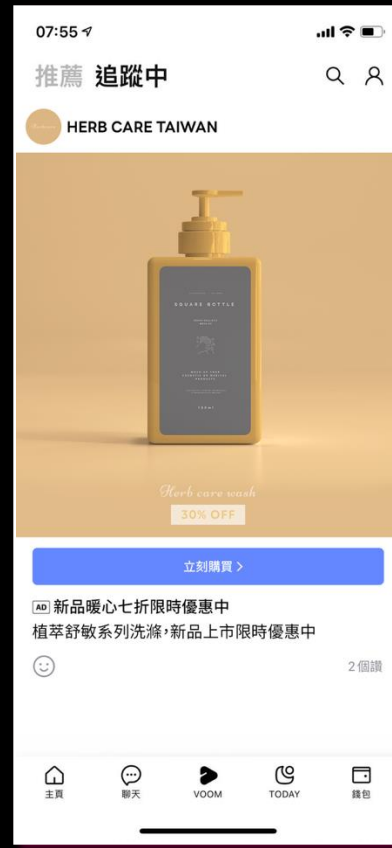 07:55
推薦 追蹤中
HERB CARE TAIWAN
SQUARE BOTTLE
Herb care wash
30% OFF
立刻購買 >
AD 新品暖心七折限時優惠中
植萃舒敏系列洗滌,新品上市限時優惠中
2 個讚
主頁 聊天 VOOM TODAY 錢包